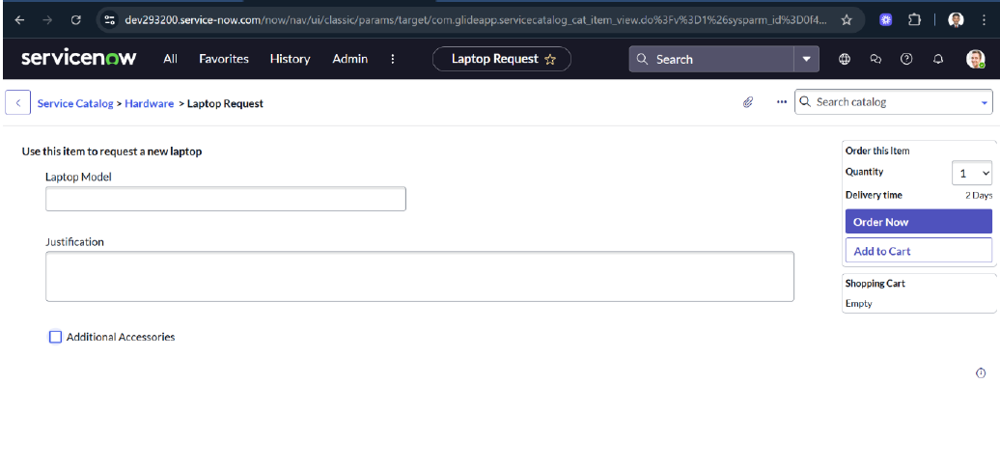 dev293200.service-now.com/now/nav/ui/classic/params/target/com.glideapp.servicecatalog_cat_item_view.do%3Fv%3D1%26sysparm_id%3D0f4...
servicenow All Favorites History Admin Laptop Request Search
Service Catalog > Hardware > Laptop Request Search catalog
Use this item to request a new laptop
Laptop Model
Justification
Additional Accessories
Order this Item
Quantity 1
Delivery time 2 Days
Order Now
Add to Cart
Shopping Cart
Empty